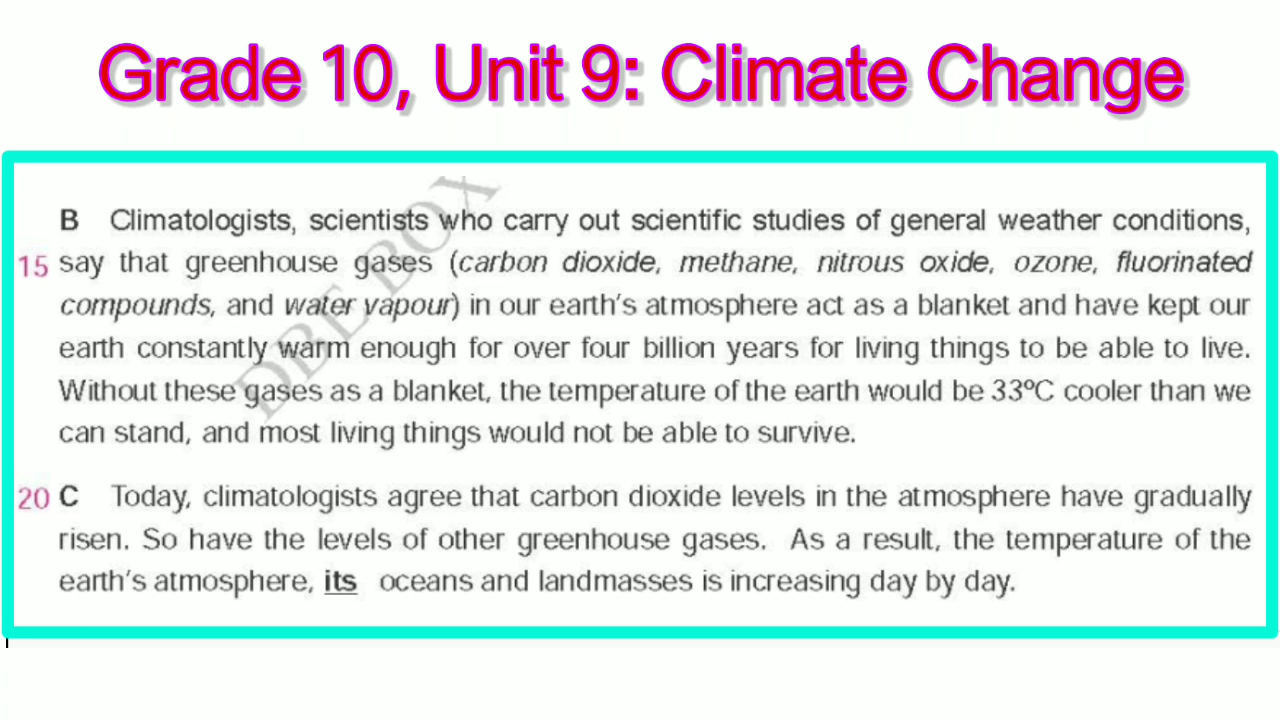 Grade 10, Unit 9: Climate Change
B Climatologists, scientists who carry out scientific studies of general weather conditions,
15 say that greenhouse gases (carbon dioxide, methane, nitrous oxide, ozone, fluorinated
compounds, and water vapour) in our earth's atmosphere act as a blanket and have kept our
earth constantly warm enough for over four billion years for living things to be able to live.
Without these gases as a blanket, the temperature of the earth would be 33ºC cooler than we
can stand, and most living things would not be able to survive.
20 C Today, climatologists agree that carbon dioxide levels in the atmosphere have gradually
risen. So have the levels of other greenhouse gases. As a result, the temperature of the
earth's atmosphere, its oceans and landmasses is increasing day by day.
DBE BOX